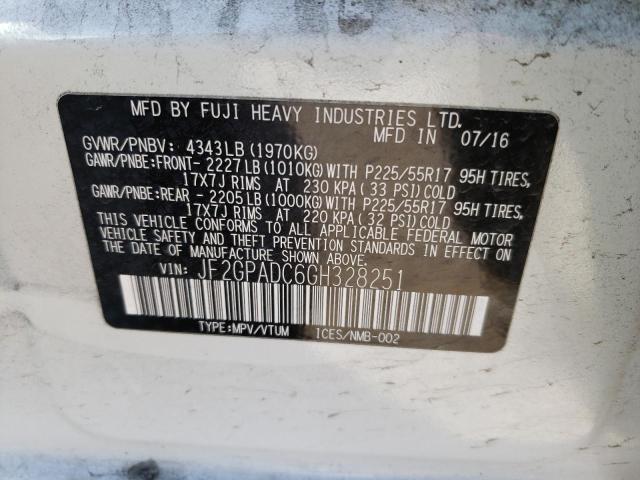 MFD BY FUJI HEAVY INDUSTRIES LTD.
MFD IN 07/16
GVWR/PNBV: 4343LB (1970KG)
GAWR/PNBE:FRONT- 2227 LB (1010KG) WITH P225/55R17 95H TIRES,
17X7J RIMS AT 230 KPA (33 PSI) COLD
GAWR/PNBE:REAR - 2205 LB (1000KG) WITH P225/55R17 95H TIRES,
17X7J RIMS AT 220 KPA (32 PSI) COLD
THIS VEHICLE CONFORMS TO ALL APPLICABLE FEDERAL MOTOR
VEHICLE SAFETY AND THEFT PREVENTION STANDARDS IN EFFECT ON
THE DATE OF MANUFACTURE SHOWN ABOVE.
VIN: JF2GPADC6GH328251
TYPE:MPV/VTUM ICES/NMB-002